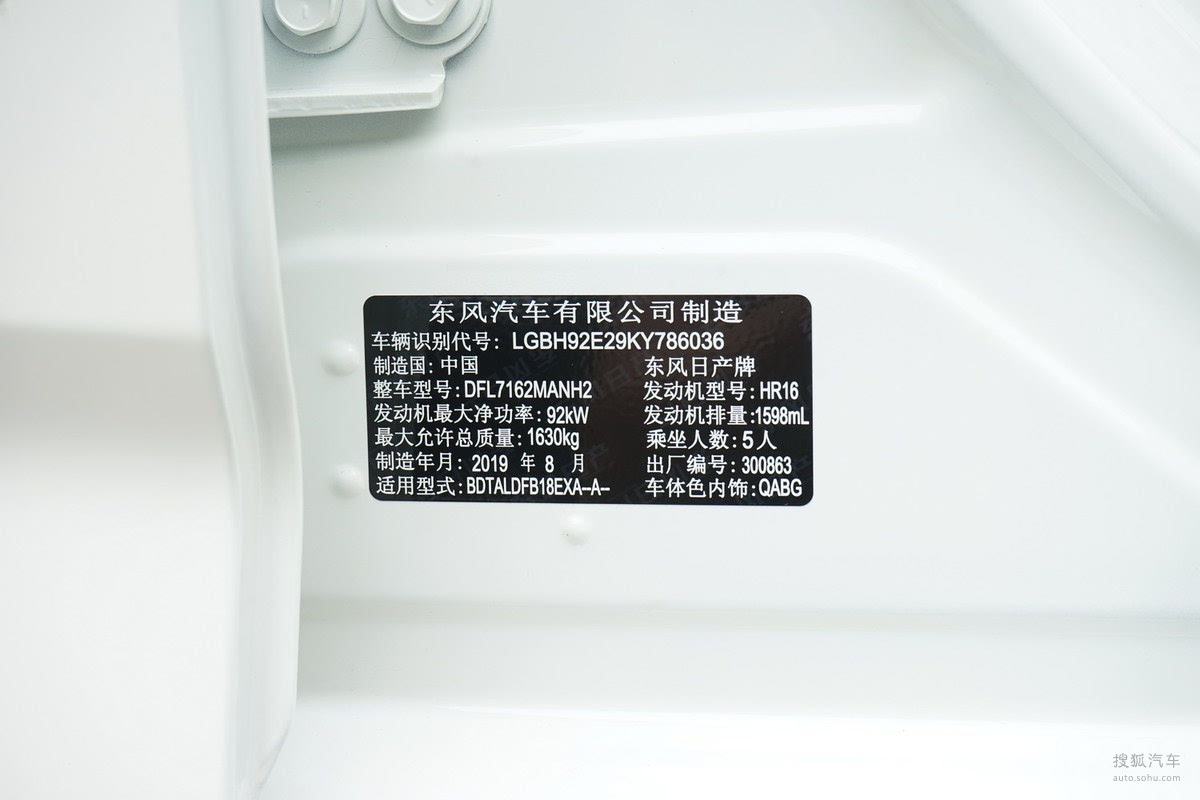 东风汽车有限公司制造
车辆识别代号: LGBH92E29KY786036
制造国: 中国 东风日产牌
整车型号: DFL7162MANH2 发动机型号: HR16
发动机最大净功率: 92kW 发动机排量: 1598mL
最大允许总质量: 1630kg 乘坐人数: 5 人
制造年月: 2019 年 8 月 出厂编号: 300863
适用型式: BDTALDFB18EXA--A-- 车体色内饰: QABG
搜狐汽车
auto.sohu.com